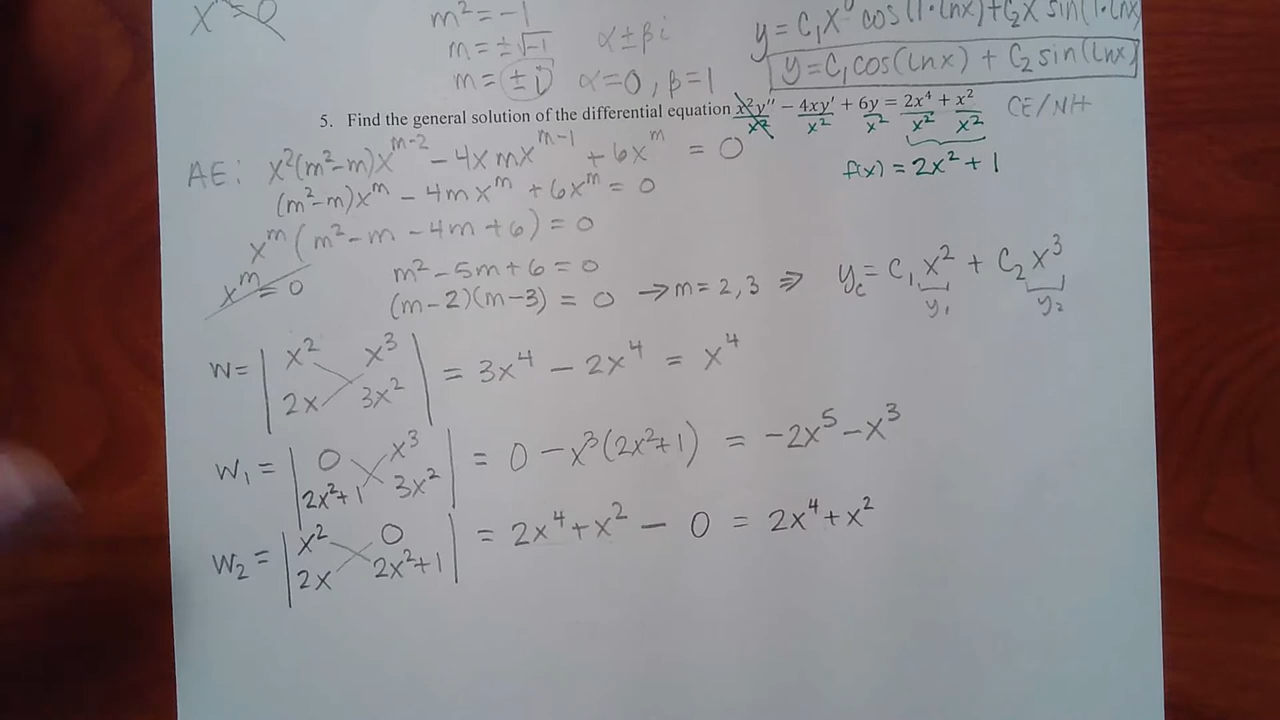 x = 0
m² = -1
m = ±√-1
α ± βi
m = ±i
α = 0, β = 1
y = C₁x⁰ cos(1·lnx) + C₂x sin(1·lnx
y = C₁cos(lnx) + C₂ sin(lnx)
5. Find the general solution of the differential equation x²y″ − 4xy′ + 6y = 2x⁴ + x² CE/NH
x² x² x² x² x²
f(x) = 2x² + 1
AE: x²(m²-m)x^(m-2) - 4xmx^(m-1) + 6x^m = 0
(m²-m)x^m - 4mx^m + 6x^m = 0
x^m(m² - m - 4m + 6) = 0
x^m = 0
m² - 5m + 6 = 0
(m-2)(m-3) = 0 → m = 2, 3 ⇒ y_c = C₁x² + C₂x³
y₁ y₂
W = | x² x³ | = 3x⁴ - 2x⁴ = x⁴
2x 3x²
W₁ = | 0 x³ | = 0 - x³(2x²+1) = -2x⁵ - x³
2x²+1 3x²
W₂ = | x² 0 | = 2x⁴ + x² - 0 = 2x⁴ + x²
2x 2x²+1